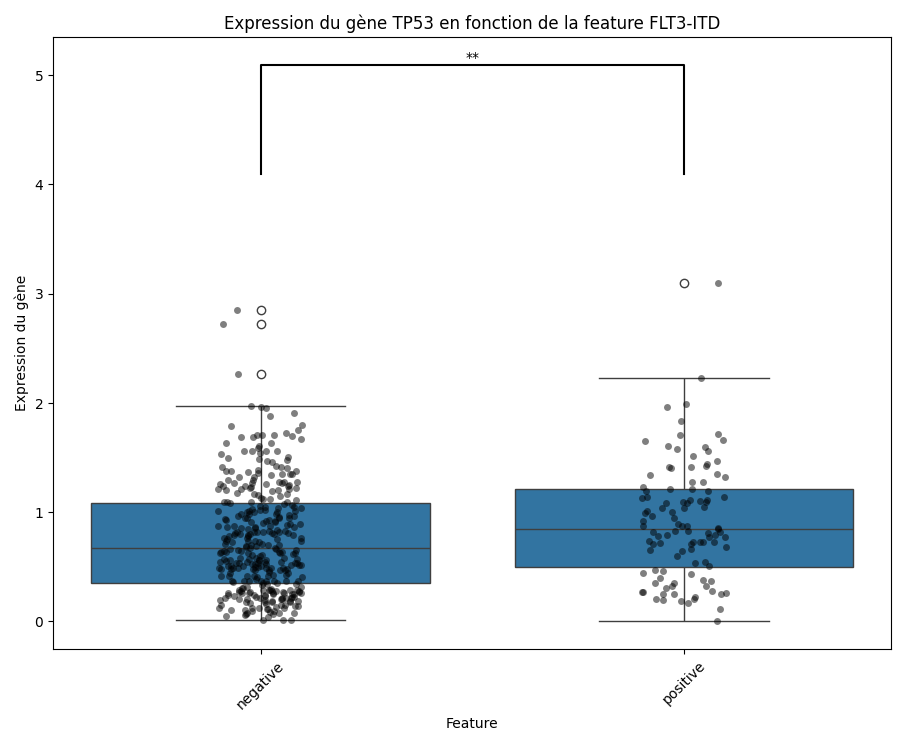 Expression du gène TP53 en fonction de la feature FLT3-ITD
**
5
4
3
2
1
0
Expression du gène
negative
positive
Feature